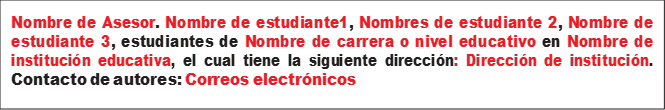 Nombre de Asesor. Nombre de estudiante1, Nombres de estudiante 2, Nombre de
estudiante 3, estudiantes de Nombre de carrera o nivel educativo en Nombre de
institución educativa, el cual tiene la siguiente dirección: Dirección de institución.
Contacto de autores: Correos electrónicos